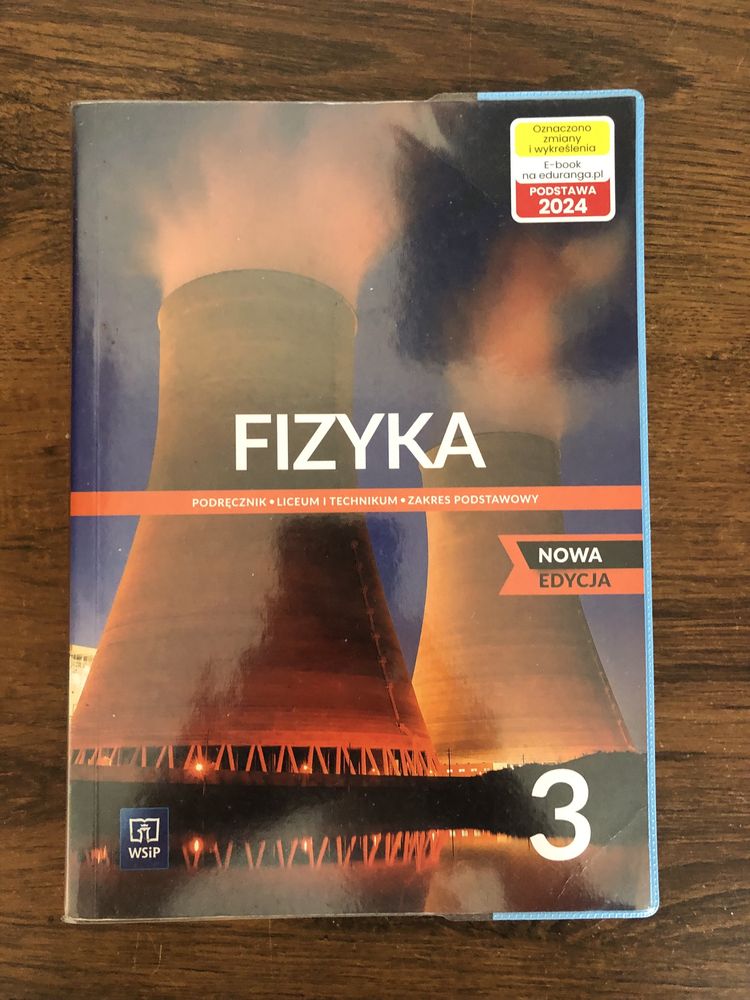 Oznaczono
zmiany
i wykreślenia
E-book
na eduranga.pl
PODSTAWA
2024
FIZYKA
PODRĘCZNIK • LICEUM I TECHNIKUM • ZAKRES PODSTAWOWY
NOWA
EDYCJA
3
WSiP